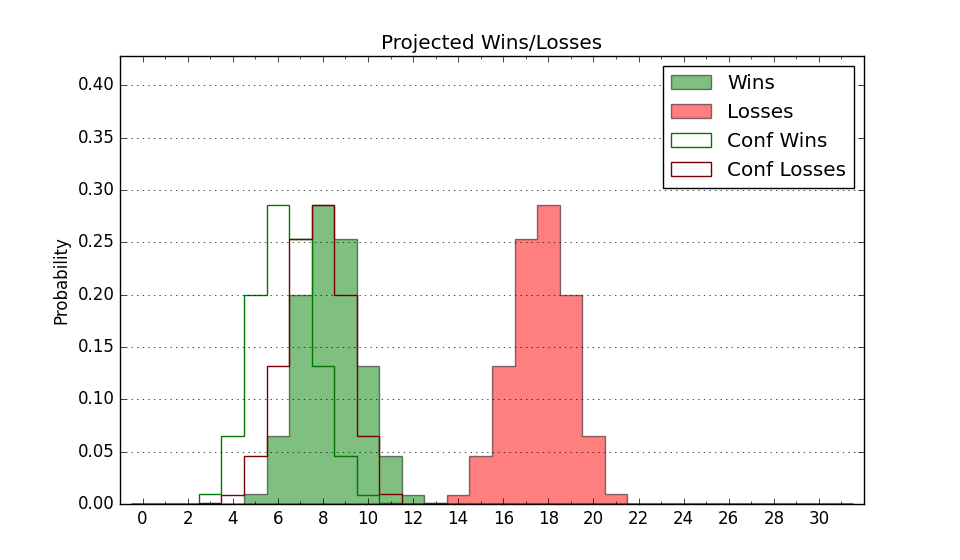 Projected Wins/Losses
Wins
Losses
Conf Wins
Conf Losses
Probability
0.40
0.35
0.30
0.25
0.20
0.15
0.10
0.05
0.00
0 2 4 6 8 10 12 14 16 18 20 22 24 26 28 30